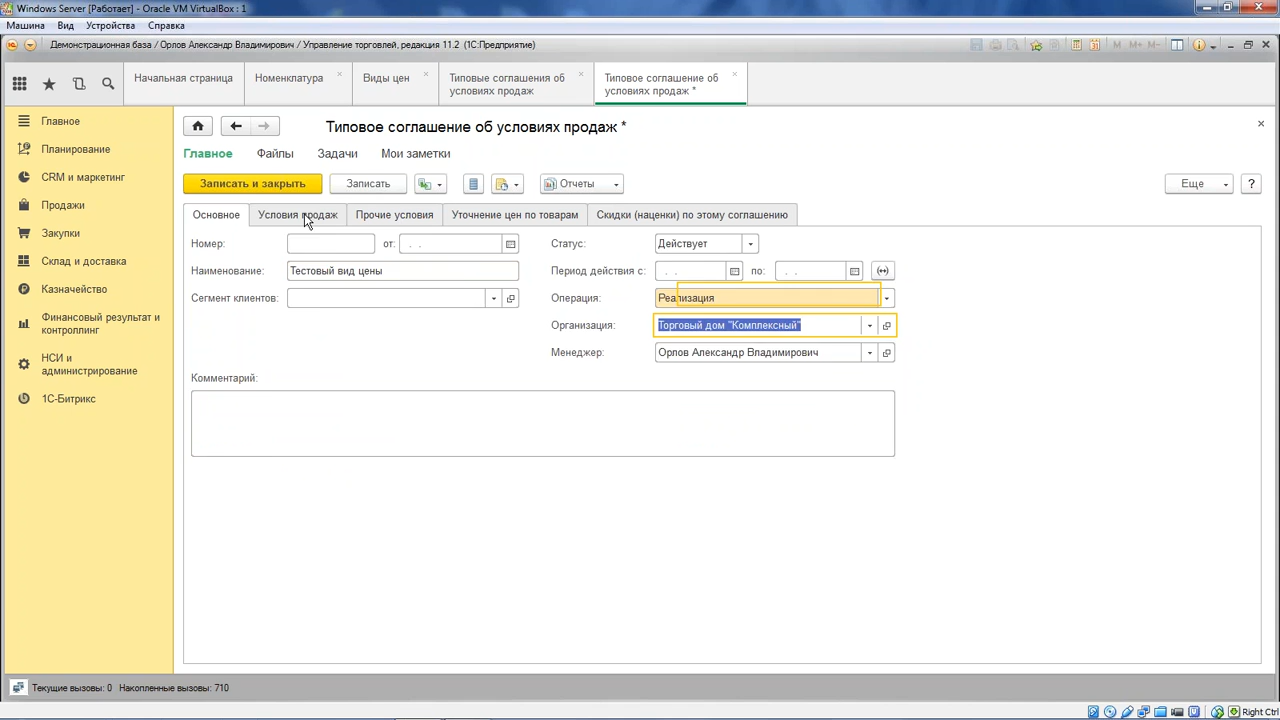 Windows Server [Работает] - Oracle VM VirtualBox : 1
Машина Вид Устройства Справка
Демонстрационная база / Орлов Александр Владимирович / Управление торговлей, редакция 11.2 (1С:Предприятие)
M M+ M-
Начальная страница
Номенклатура
Виды цен
Типовые соглашения об
условиях продаж
Типовое соглашение об
условиях продаж *
Главное
Планирование
CRM и маркетинг
Продажи
Закупки
Склад и доставка
Казначейство
Финансовый результат и
контроллинг
НСИ и
администрирование
1С-Битрикс
Типовое соглашение об условиях продаж *
Главное Файлы Задачи Мои заметки
Записать и закрыть Записать Отчеты Еще ?
Основное Условия продаж Прочие условия Уточнение цен по товарам Скидки (наценки) по этому соглашению
Номер: от: . . Статус: Действует
Наименование: Тестовый вид цены Период действия с: . . по: . .
Сегмент клиентов: Операция: Реализация
Организация: Торговый дом "Комплексный"
Менеджер: Орлов Александр Владимирович
Комментарий:
Текущие вызовы: 0 Накопленные вызовы: 710
Right Ctrl